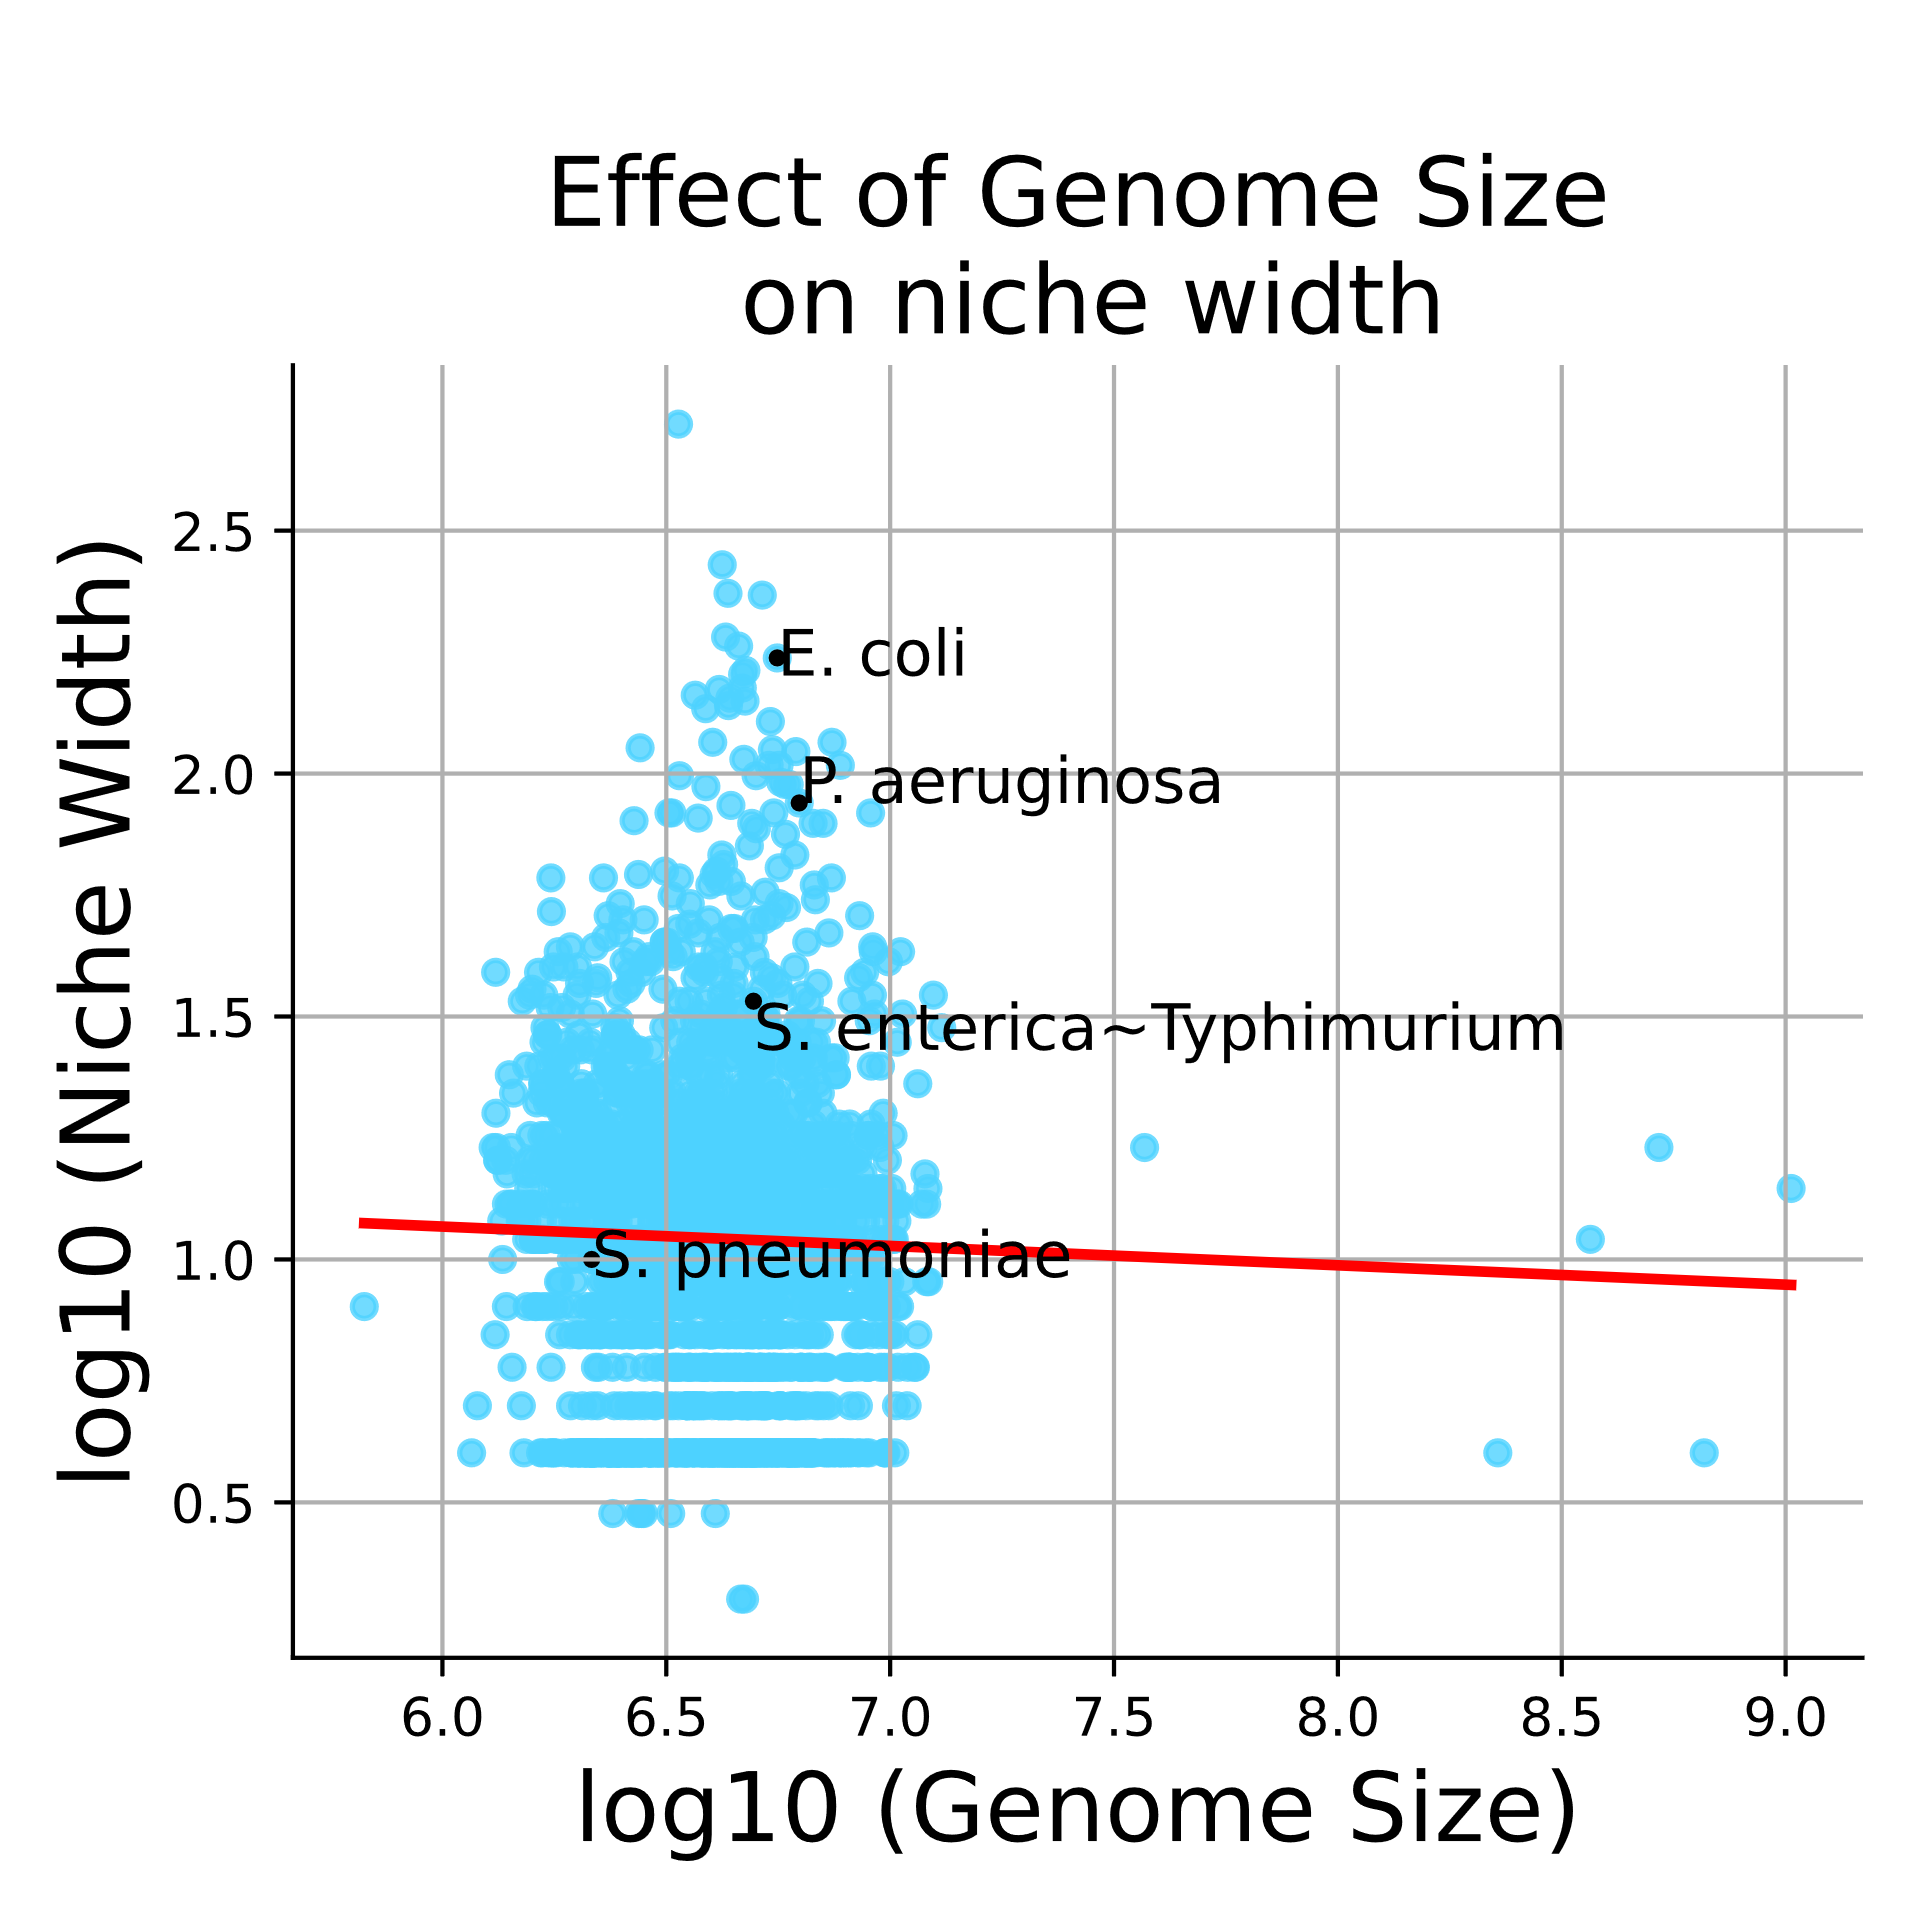 Effect of Genome Size
on niche width
log10 (Niche Width)
2.5
2.0
1.5
1.0
0.5
E. coli
P. aeruginosa
S. enterica~Typhimurium
S. pneumoniae
6.0 6.5 7.0 7.5 8.0 8.5 9.0
log10 (Genome Size)